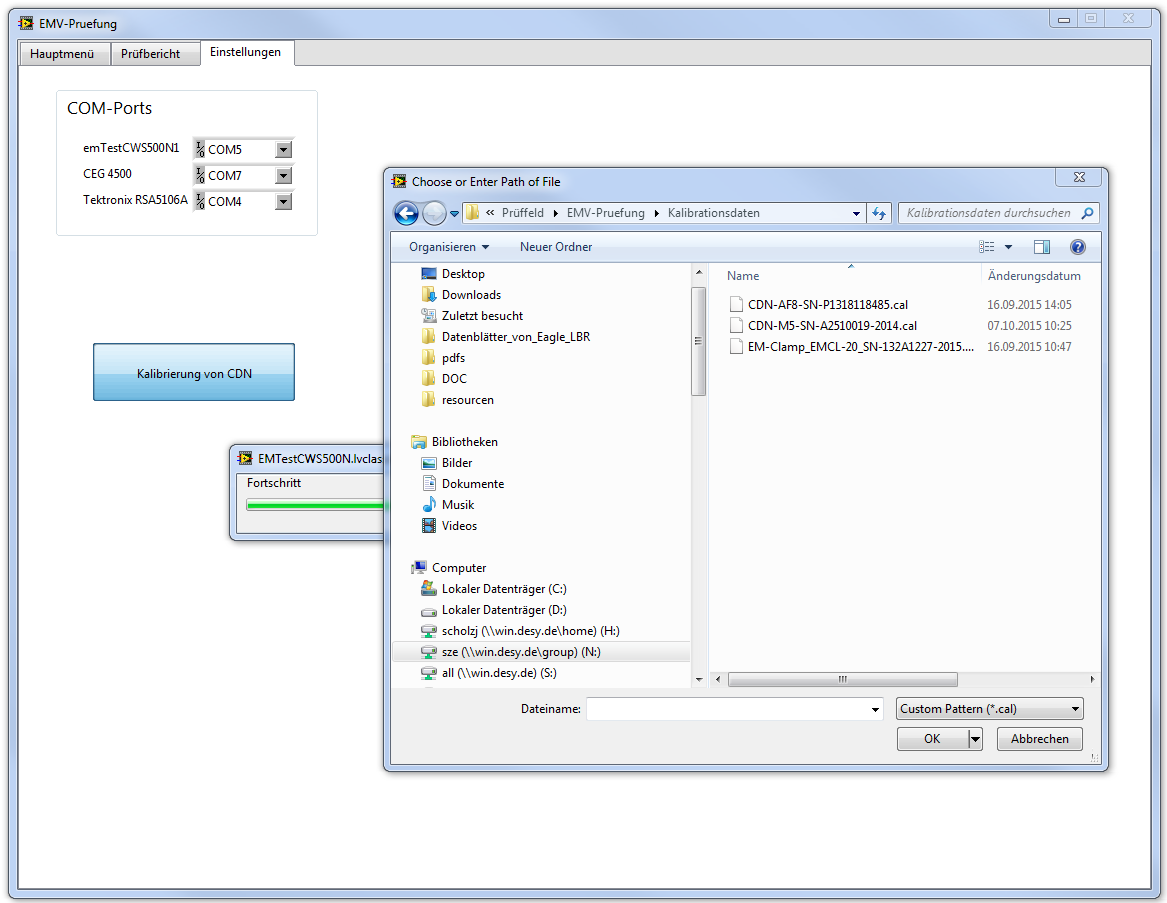 EMV-Pruefung
Hauptmenü Prüfbericht Einstellungen
COM-Ports
emTestCWS500N1 COM5
CEG 4500 COM7
Tektronix RSA5106A COM4
Kalibrierung von CDN
EMTestCWS500N.lvclas
Fortschritt
Choose or Enter Path of File
« Prüffeld EMV-Pruefung Kalibrationsdaten Kalibrationsdaten durchsuchen
Organisieren Neuer Ordner
Desktop
Downloads
Zuletzt besucht
Datenblätter_von_Eagle_LBR
pdfs
DOC
resourcen
Bibliotheken
Bilder
Dokumente
Musik
Videos
Computer
Lokaler Datenträger (C:)
Lokaler Datenträger (D:)
scholzj (\\win.desy.de\home) (H:)
sze (\\win.desy.de\group) (N:)
all (\\win.desy.de) (S:)
Name Änderungsdatum
CDN-AF8-SN-P1318118485.cal 16.09.2015 14:05
CDN-M5-SN-A2510019-2014.cal 07.10.2015 10:25
EM-Clamp_EMCL-20_SN-132A1227-2015.... 16.09.2015 10:47
Dateiname: Custom Pattern (*.cal)
OK Abbrechen